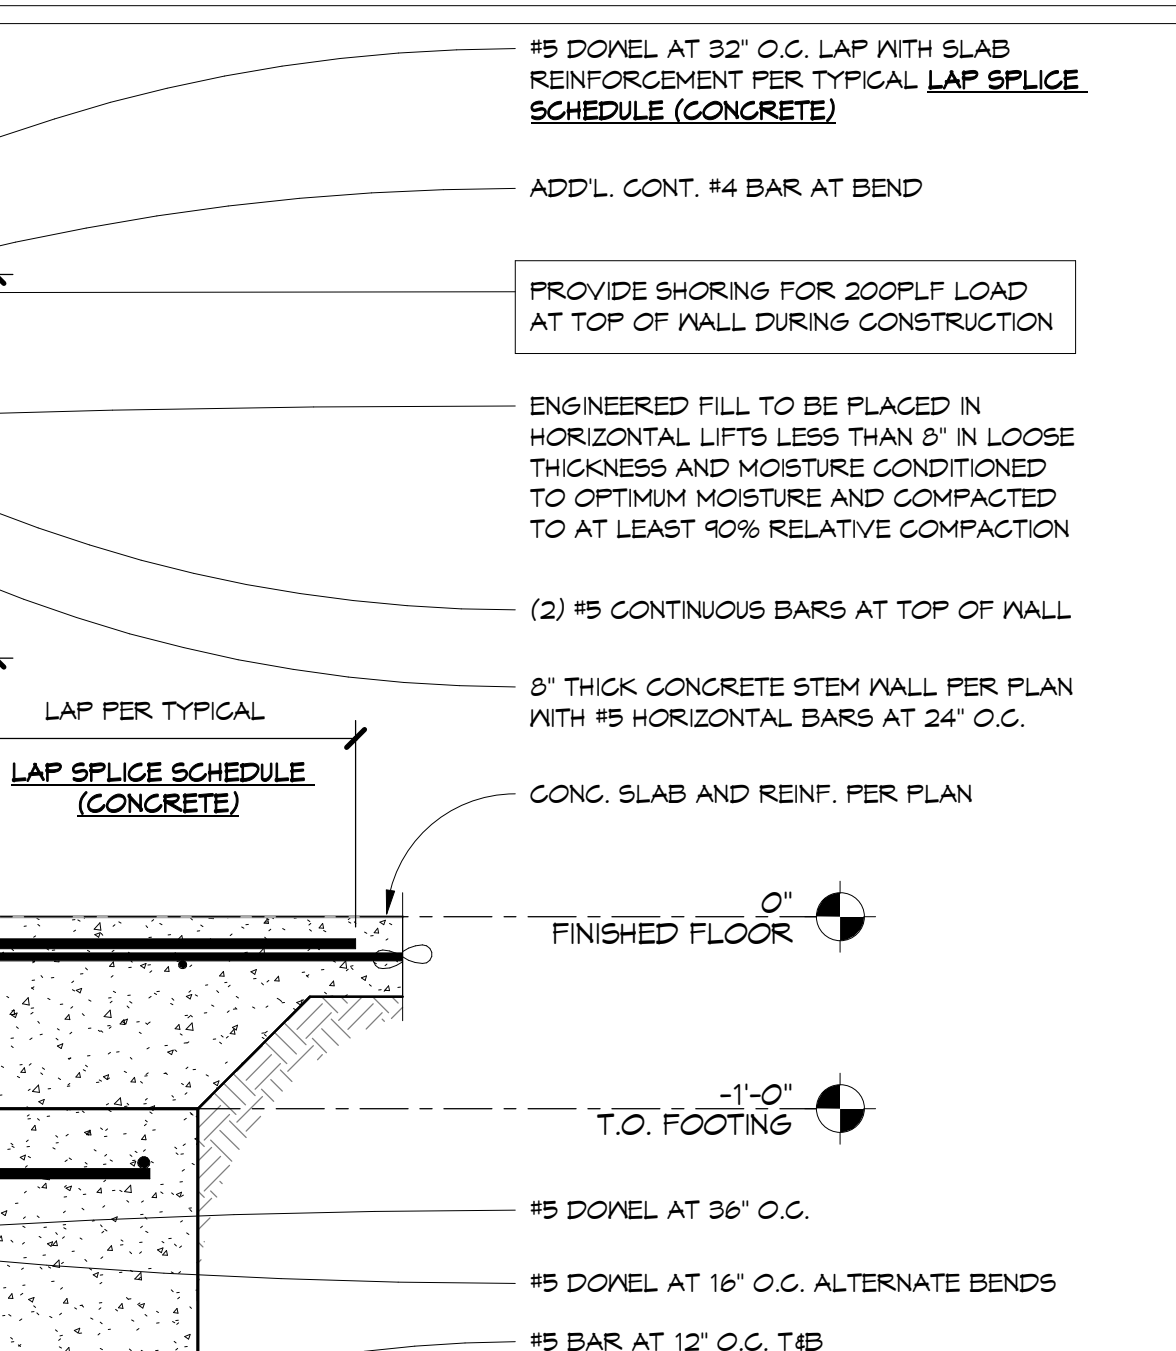 #5 DOWEL AT 32" O.C. LAP WITH SLAB
REINFORCEMENT PER TYPICAL LAP SPLICE
SCHEDULE (CONCRETE)
ADD'L. CONT. #4 BAR AT BEND
PROVIDE SHORING FOR 200PLF LOAD
AT TOP OF WALL DURING CONSTRUCTION
ENGINEERED FILL TO BE PLACED IN
HORIZONTAL LIFTS LESS THAN 8" IN LOOSE
THICKNESS AND MOISTURE CONDITIONED
TO OPTIMUM MOISTURE AND COMPACTED
TO AT LEAST 90% RELATIVE COMPACTION
(2) #5 CONTINUOUS BARS AT TOP OF WALL
8" THICK CONCRETE STEM WALL PER PLAN
WITH #5 HORIZONTAL BARS AT 24" O.C.
LAP PER TYPICAL
LAP SPLICE SCHEDULE
(CONCRETE)
CONC. SLAB AND REINF. PER PLAN
0"
FINISHED FLOOR
-1'-0"
T.O. FOOTING
#5 DOWEL AT 36" O.C.
#5 DOWEL AT 16" O.C. ALTERNATE BENDS
#5 BAR AT 12" O.C. T&B